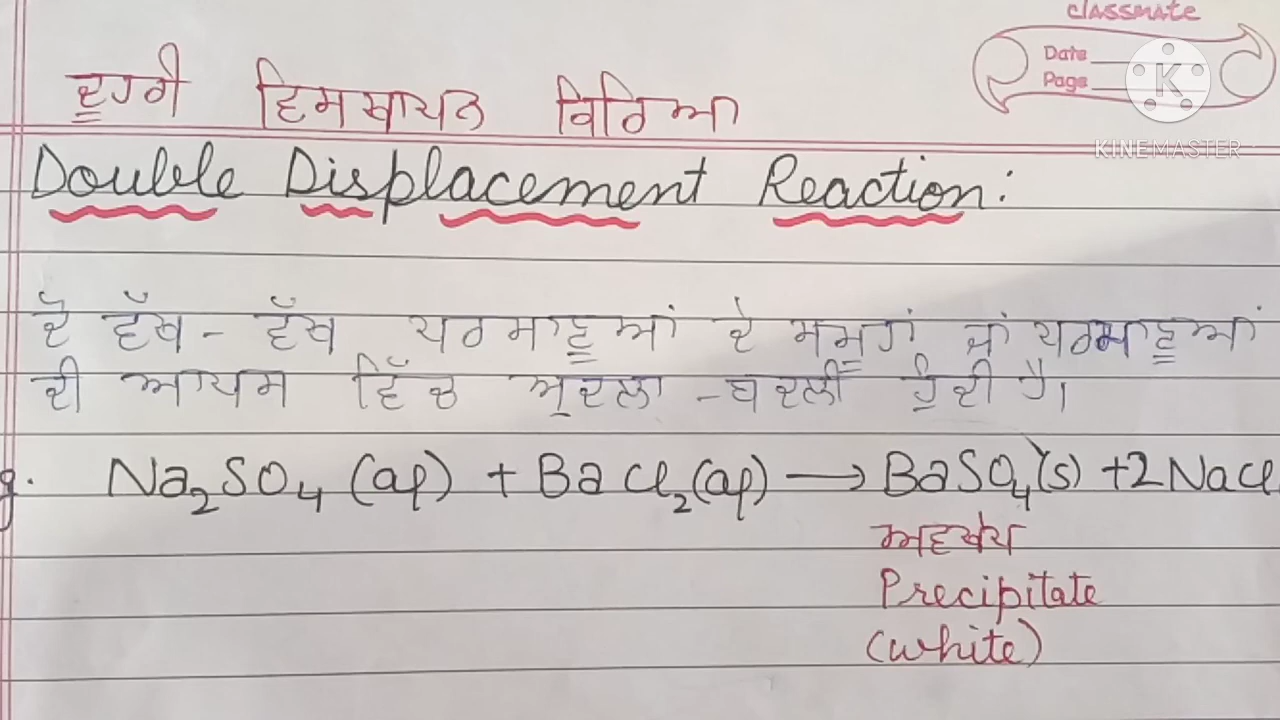 classmate
Date
Page
K
KINEMASTER
ਦੂਹਰੀ ਵਿਸਥਾਪਨ ਕਿਰਿਆ
Double Displacement Reaction:
ਦੋ ਵੱਖ-ਵੱਖ ਪਰਮਾਣੂਆਂ ਦੇ ਸਮੂਹਾਂ ਜਾਂ ਪਰਮਾਣੂਆਂ
ਦੀ ਆਪਸ ਵਿੱਚ ਅਦਲਾ-ਬਦਲੀ ਹੁੰਦੀ ਹੈ।
g. Na₂SO₄ (aq) + BaCl₂(aq) → BaSO₄(s) + 2NaCl
ਅਵਖੇਪ
Precipitate
(white)